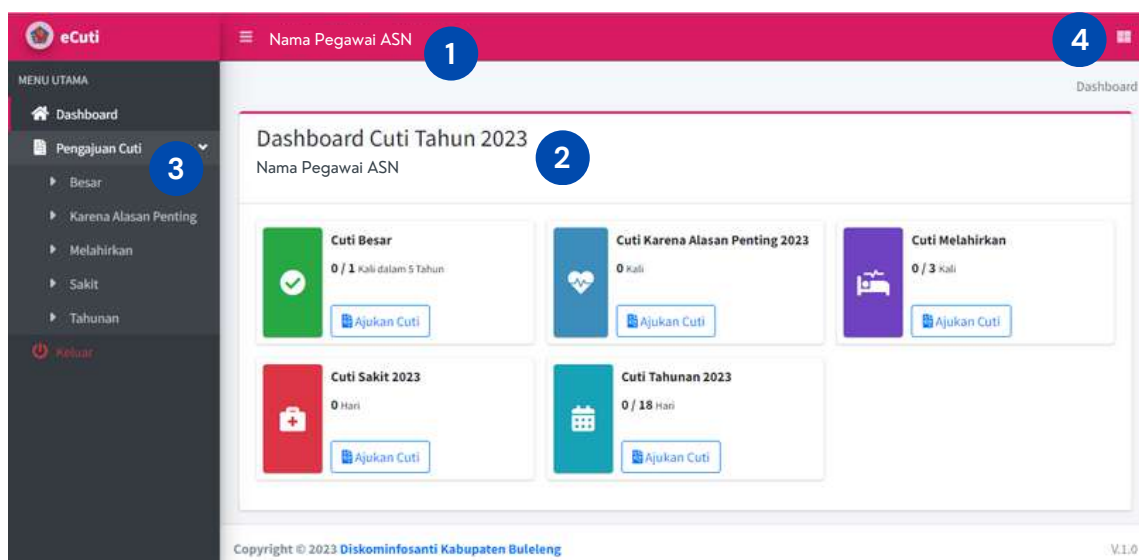 eCuti
Nama Pegawai ASN
1
4
MENU UTAMA
Dashboard
Pengajuan Cuti
3
Besar
Karena Alasan Penting
Melahirkan
Sakit
Tahunan
Keluar
Dashboard
Dashboard Cuti Tahun 2023
Nama Pegawai ASN
2
Cuti Besar
0 / 1 Kali dalam 5 Tahun
Ajukan Cuti
Cuti Karena Alasan Penting 2023
0 Kali
Ajukan Cuti
Cuti Melahirkan
0 / 3 Kali
Ajukan Cuti
Cuti Sakit 2023
0 Hari
Ajukan Cuti
Cuti Tahunan 2023
0 / 18 Hari
Ajukan Cuti
Copyright © 2023 Diskominfosanti Kabupaten Buleleng
V.1.0